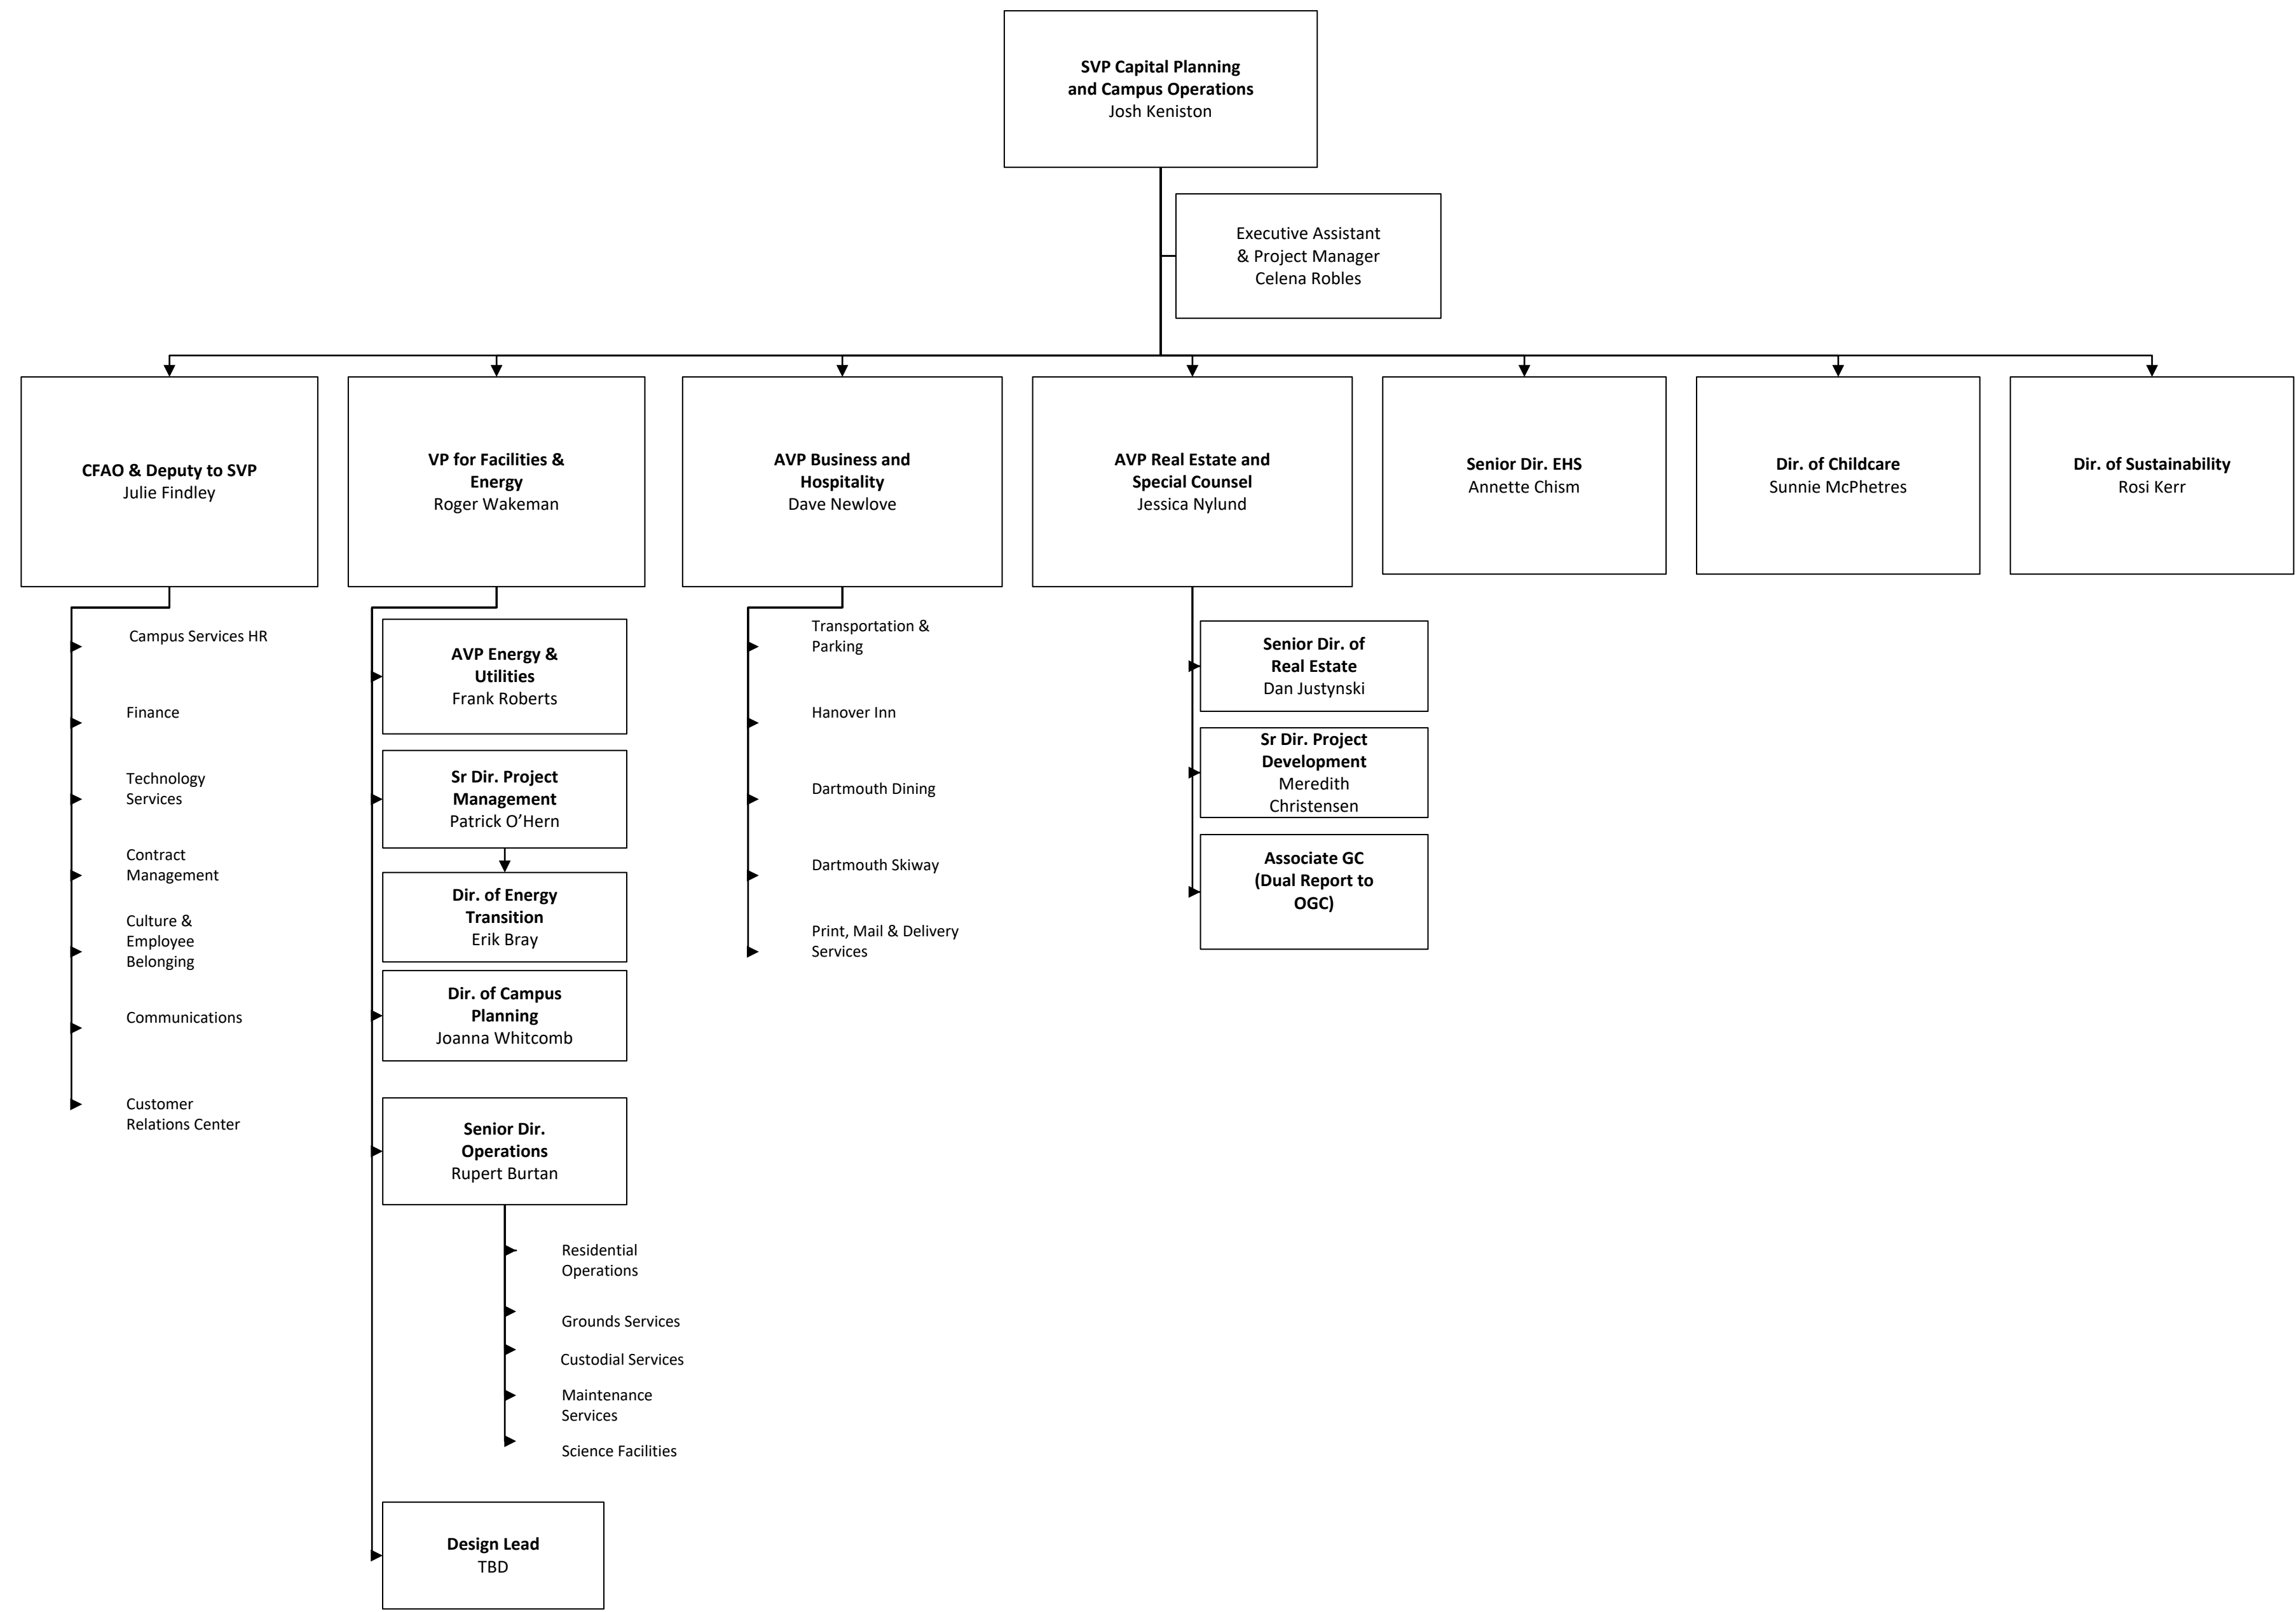 SVP Capital Planning
and Campus Operations
Josh Keniston
Executive Assistant
& Project Manager
Celena Robles
CFAO & Deputy to SVP
Julie Findley
VP for Facilities &
Energy
Roger Wakeman
AVP Business and
Hospitality
Dave Newlove
AVP Real Estate and
Special Counsel
Jessica Nylund
Senior Dir. EHS
Annette Chism
Dir. of Childcare
Sunnie McPhetres
Dir. of Sustainability
Rosi Kerr
Campus Services HR
Finance
Technology
Services
Contract
Management
Culture &
Employee
Belonging
Communications
Customer
Relations Center
AVP Energy &
Utilities
Frank Roberts
Sr Dir. Project
Management
Patrick O’Hern
Dir. of Energy
Transition
Erik Bray
Dir. of Campus
Planning
Joanna Whitcomb
Senior Dir.
Operations
Rupert Burtan
Residential
Operations
Grounds Services
Custodial Services
Maintenance
Services
Science Facilities
Design Lead
TBD
Transportation &
Parking
Hanover Inn
Dartmouth Dining
Dartmouth Skiway
Print, Mail & Delivery
Services
Senior Dir. of
Real Estate
Dan Justynski
Sr Dir. Project
Development
Meredith
Christensen
Associate GC
(Dual Report to
OGC)